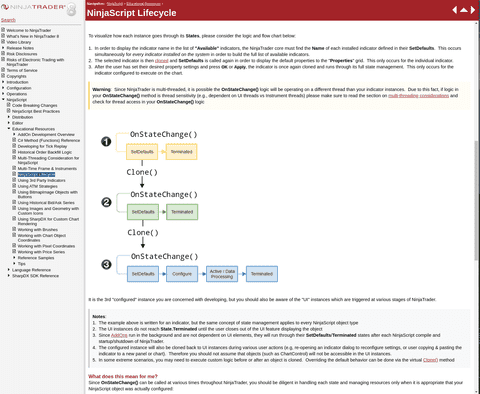 NINJATRADER
Navigation: NinjaScript > Educational Resources >
NinjaScript Lifecycle
Search
Welcome to NinjaTrader
What's New in NinjaTrader 8
Video Library
Release Notes
Risk Disclosures
Risks of Electronic Trading with
NinjaTrader
Terms of Service
Copyrights
Introduction
Configuration
Operations
NinjaScript
Code Breaking Changes
NinjaScript Best Practices
Distribution
Editor
Educational Resources
AddOn Development Overview
C# Method (Functions) Reference
Developing for Tick Replay
Historical Order Backfill Logic
Multi-Threading Consideration for
NinjaScript
Multi-Time Frame & Instruments
NinjaScript Lifecycle
Using 3rd Party Indicators
Using ATM Strategies
Using BitmapImage Objects with
Buttons
Using Historical Bid/Ask Series
Using Images and Geometry with
Custom Icons
Using SharpDX for Custom Chart
Rendering
Working with Brushes
Working with Chart Object
Coordinates
Working with Pixel Coordinates
Working with Price Series
Reference Samples
Tips
Language Reference
SharpDX SDK Reference
To visualize how each instance goes through its States, please consider the logic and flow chart below:
1. In order to display the indicator name in the list of "Available" indicators, the NinjaTrader core must find the Name of each installed indicator defined in their SetDefaults. This occurs
simultaneously for every indicator installed on the system in order to build the full list of available indicators.
2. The selected indicator is then cloned and SetDefaults is called again in order to display the default properties to the "Properties" grid. This only occurs for the individual indicator.
3. After the user has set their desired property settings and press OK or Apply, the indicator is once again cloned and runs through its full state management. This only occurs for the
indicator configured to execute on the chart.
Warning: Since NinjaTrader is multi-threaded, it is possible the OnStateChange() logic will be operating on a different thread than your indicator instances. Due to this fact, if logic in
your OnStateChange() method is thread sensitivity (e.g., dependent on UI threads vs Instrument threads) please make sure to read the section on multi-threading considerations and
check for thread access in your OnStateChange() logic
1
OnStateChange()
SetDefaults
Terminated
Clone()
2
OnStateChange()
SetDefaults
Terminated
Clone()
3
OnStateChange()
SetDefaults
Configure
Active / Data
Processing
Terminated
It is the 3rd "configured" instance you are concerned with developing, but you should also be aware of the "UI" instances which are triggered at various stages of NinjaTrader.
Notes:
1. The example above is written for an indicator, but the same concept of state management applies to every NinjaScript object type
2. The UI instances do not reach State.Terminated until the user closes out of the UI feature displaying the object
3. Since AddOns run in the background and are not dependent on UI elements, they will run through their SetDefaults/Terminated states after each NinjaScript compile and
startup/shutdown of NinjaTrader.
4. The configured instance will also be cloned back to UI instances during various user actions (e.g, re-opening an indicator dialog to reconfigure settings, or user copying & pasting the
indicator to a new panel or chart). Therefore you should not assume that objects (such as ChartControl) will not be accessible in the UI instances.
5. In some extreme scenarios, you may need to execute custom logic before or after an object is cloned. Overriding the default behavior can be done via the virtual Clone() method
What does this mean for me?
Since OnStateChange() can be called at various times throughout NinjaTrader, you should be diligent in handling each state and managing resources only when it is appropriate that your
NinjaScript object was actually configured: